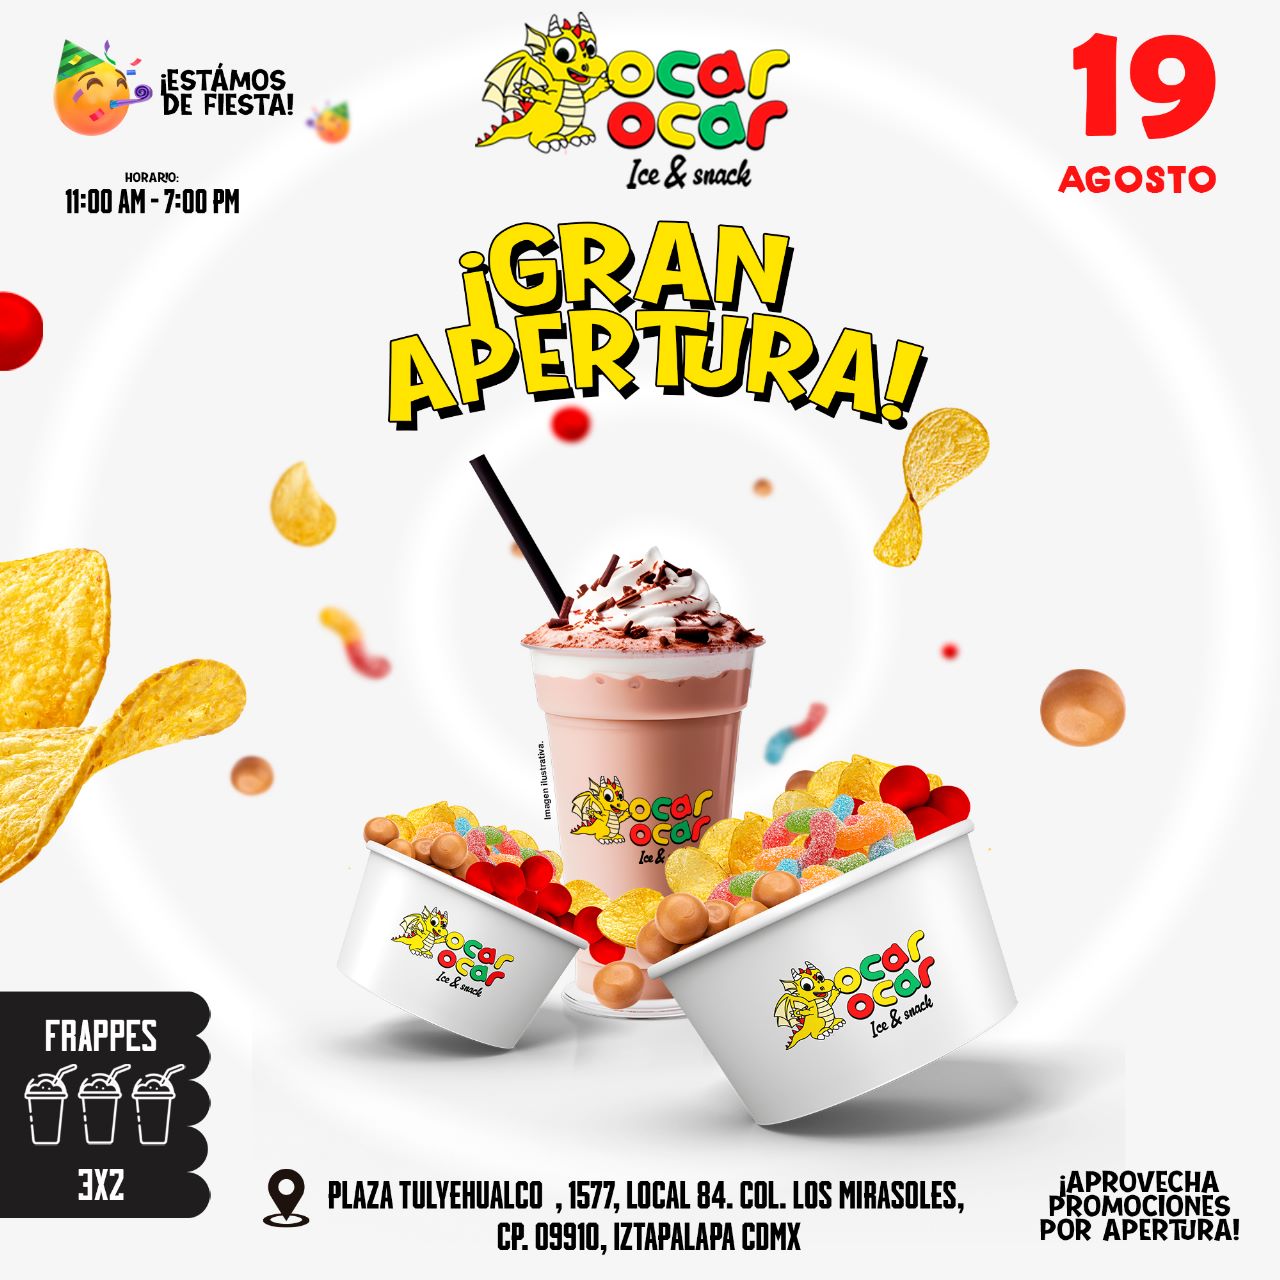 ¡ESTÁMOS
DE FIESTA!
HORARIO:
11:00 AM - 7:00 PM
ocar
ocar
Ice & snack
19
AGOSTO
¡GRAN
APERTURA!
Imagen ilustrativa.
ocar
ocar
Ice &
ocar
ocar
Ice & snack
ocar
ocar
Ice & snack
FRAPPES
3X2
PLAZA TULYEHUALCO , 1577, LOCAL 84. COL. LOS MIRASOLES,
CP. 09910, IZTAPALAPA CDMX
¡APROVECHA
PROMOCIONES
POR APERTURA!